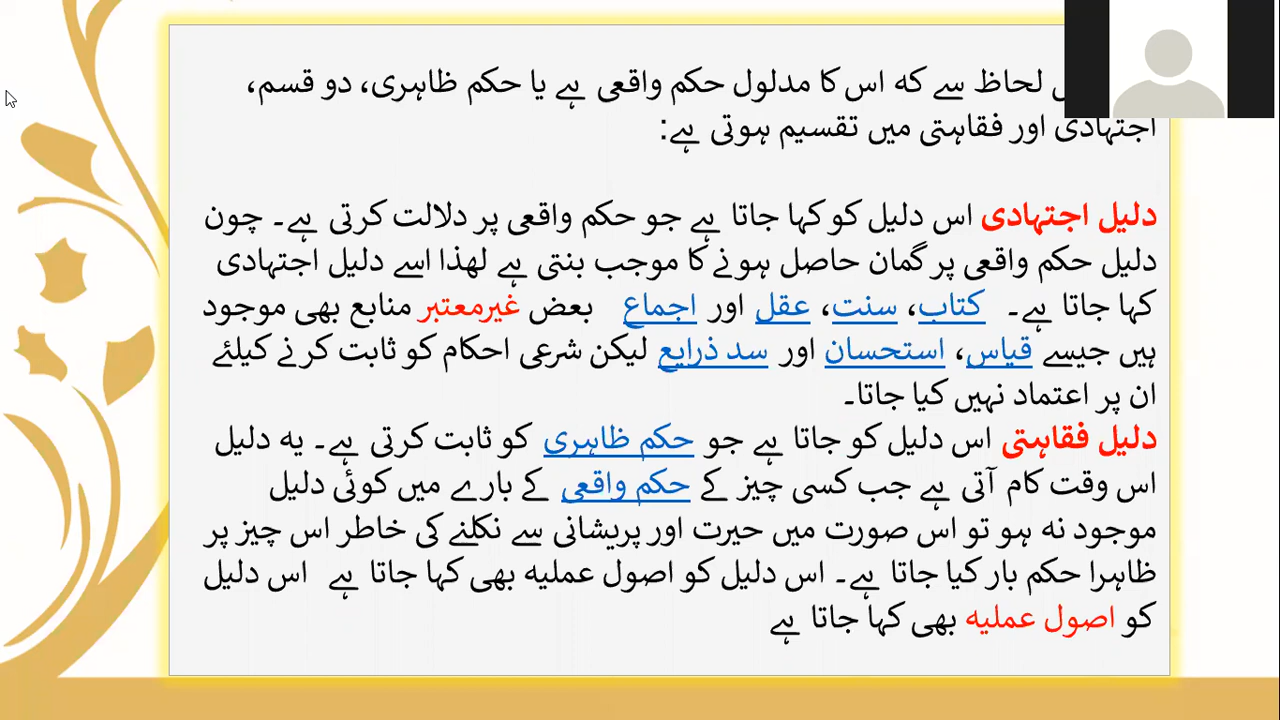 لحاظ سے که اس کا مدلول حکم واقعی ہے یا حکم ظاہری، دو قسم،
اجتہادی اور فقاہتی میں تقسیم ہوتی ہے:
دلیل اجتہادی اس دلیل کو کہا جاتا ہے جو حکم واقعی پر دلالت کرتی ہے۔ چون
دلیل حکم واقعی پر گمان حاصل ہونے کا موجب بنتی ہے لھذا اسے دلیل اجتہادی
کہا جاتا ہے۔ کتاب، سنت، عقل اور اجماع بعض غیرمعتبر منابع بھی موجود
ہیں جیسے قیاس، استحسان اور سد ذرایع لیکن شرعی احکام کو ثابت کرنے کیلئے
ان پر اعتماد نہیں کیا جاتا۔
دلیل فقاہتی اس دلیل کو جاتا ہے جو حکم ظاہری کو ثابت کرتی ہے۔ یه دلیل
اس وقت کام آتی ہے جب کسی چیز کے حکم واقعی کے بارے میں کوئی دلیل
موجود نه ہو تو اس صورت میں حیرت اور پریشانی سے نکلنے کی خاطر اس چیز پر
ظاہرا حکم بار کیا جاتا ہے۔ اس دلیل کو اصول عملیه بھی کہا جاتا ہے اس دلیل
کو اصول عملیه بھی کہا جاتا ہے